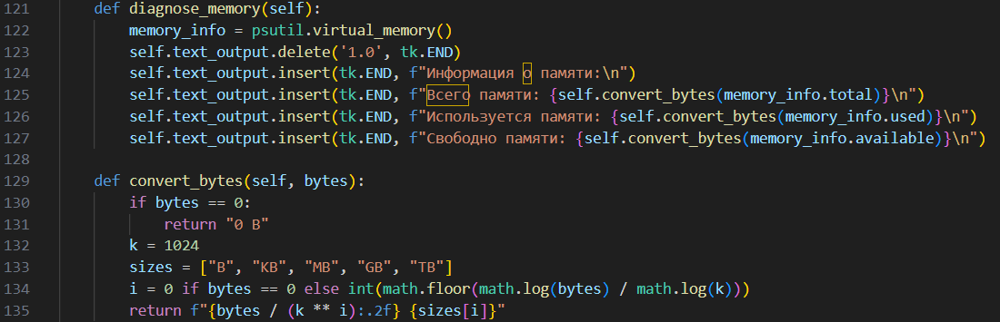 121 def diagnose_memory(self):
122 memory_info = psutil.virtual_memory()
123 self.text_output.delete('1.0', tk.END)
124 self.text_output.insert(tk.END, f"Информация о памяти:\n")
125 self.text_output.insert(tk.END, f"Всего памяти: {self.convert_bytes(memory_info.total)}\n")
126 self.text_output.insert(tk.END, f"Используется памяти: {self.convert_bytes(memory_info.used)}\n")
127 self.text_output.insert(tk.END, f"Свободно памяти: {self.convert_bytes(memory_info.available)}\n")
128
129 def convert_bytes(self, bytes):
130 if bytes == 0:
131 return "0 B"
132 k = 1024
133 sizes = ["B", "KB", "MB", "GB", "TB"]
134 i = 0 if bytes == 0 else int(math.floor(math.log(bytes) / math.log(k)))
135 return f"{bytes / (k ** i):.2f} {sizes[i]}"